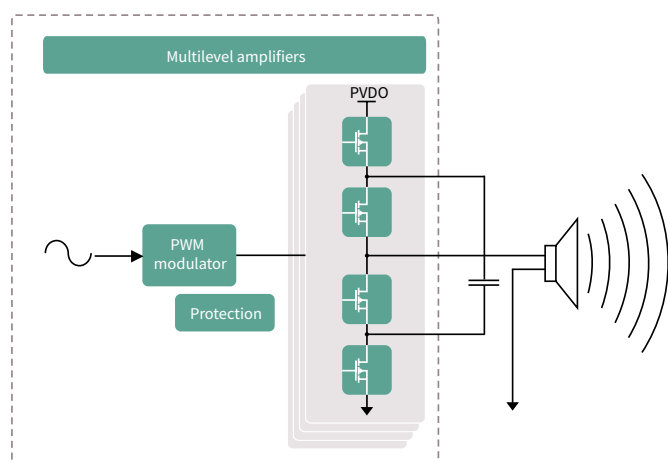 Multilevel amplifiers
PVDO
PWM
modulator
Protection